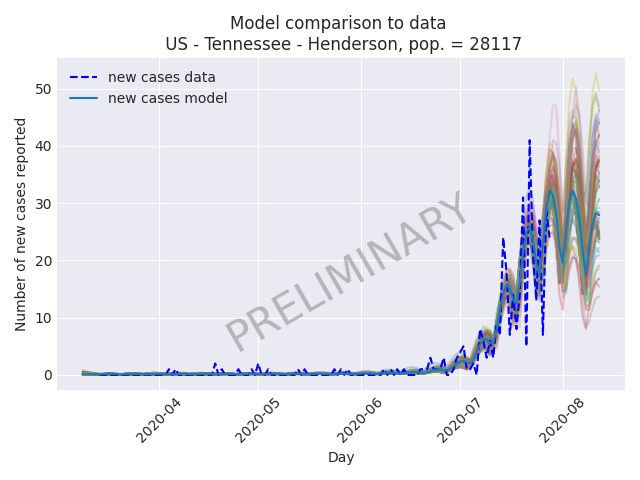 Model comparison to data
US - Tennessee - Henderson, pop. = 28117
new cases data
new cases model
PRELIMINARY
Number of new cases reported
50
40
30
20
10
0
2020-04
2020-05
2020-06
2020-07
2020-08
Day